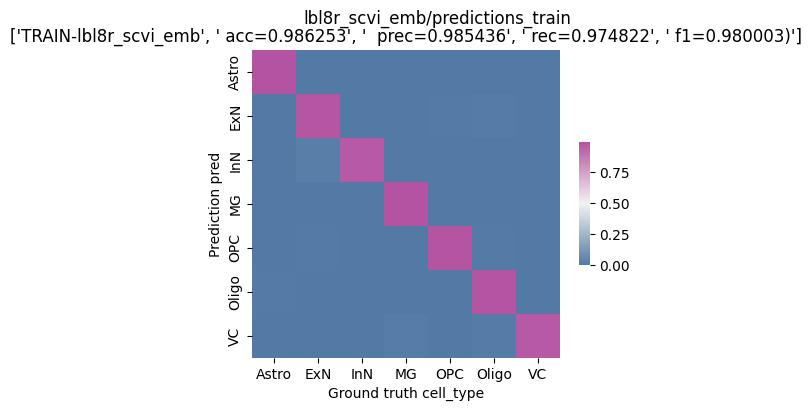 lbl8r_scvi_emb/predictions_train
['TRAIN-lbl8r_scvi_emb', ' acc=0.986253', '  prec=0.985436', ' rec=0.974822', ' f1=0.980003)']
Prediction pred
Astro
ExN
InN
MG
OPC
Oligo
VC
Astro ExN InN MG OPC Oligo VC
Ground truth cell_type
0.75
0.50
0.25
0.00